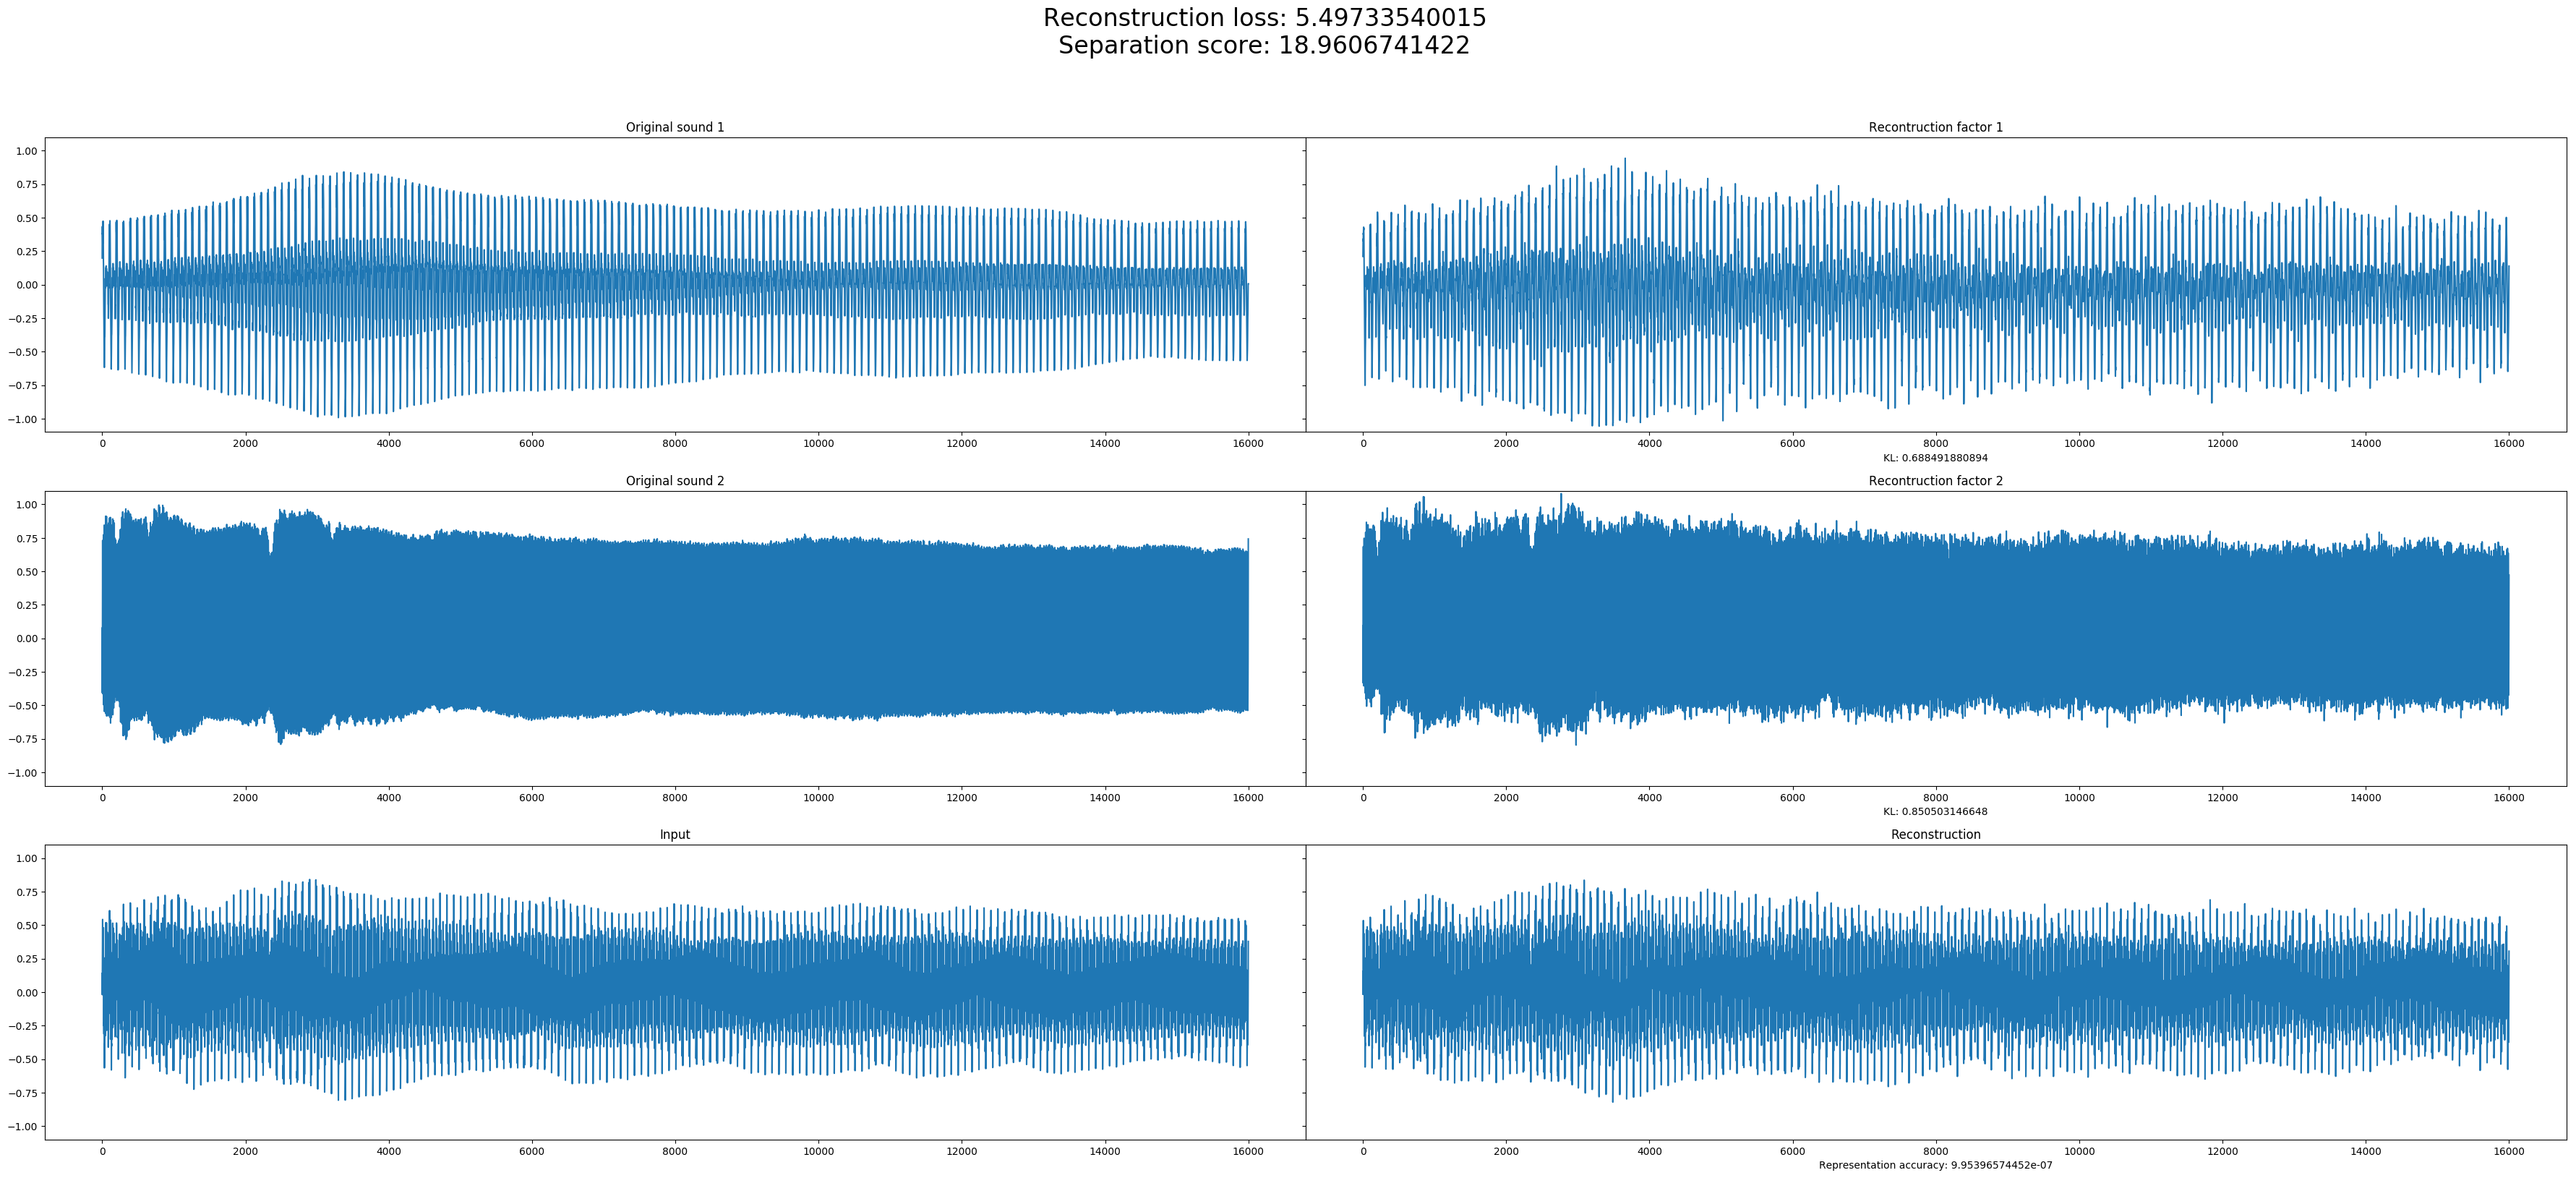 Reconstruction loss: 5.49733540015
Separation score: 18.9606741422
Original sound 1
Recontruction factor 1
1.00
0.75
0.50
0.25
0.00
−0.25
−0.50
−0.75
−1.00
0 2000 4000 6000 8000 10000 12000 14000 16000
0 2000 4000 6000 8000 10000 12000 14000 16000
KL: 0.688491880894
Original sound 2
Recontruction factor 2
1.00
0.75
0.50
0.25
0.00
−0.25
−0.50
−0.75
−1.00
0 2000 4000 6000 8000 10000 12000 14000 16000
0 2000 4000 6000 8000 10000 12000 14000 16000
KL: 0.850503146648
Input
Reconstruction
1.00
0.75
0.50
0.25
0.00
−0.25
−0.50
−0.75
−1.00
0 2000 4000 6000 8000 10000 12000 14000 16000
0 2000 4000 6000 8000 10000 12000 14000 16000
Representation accuracy: 9.95396574452e-07